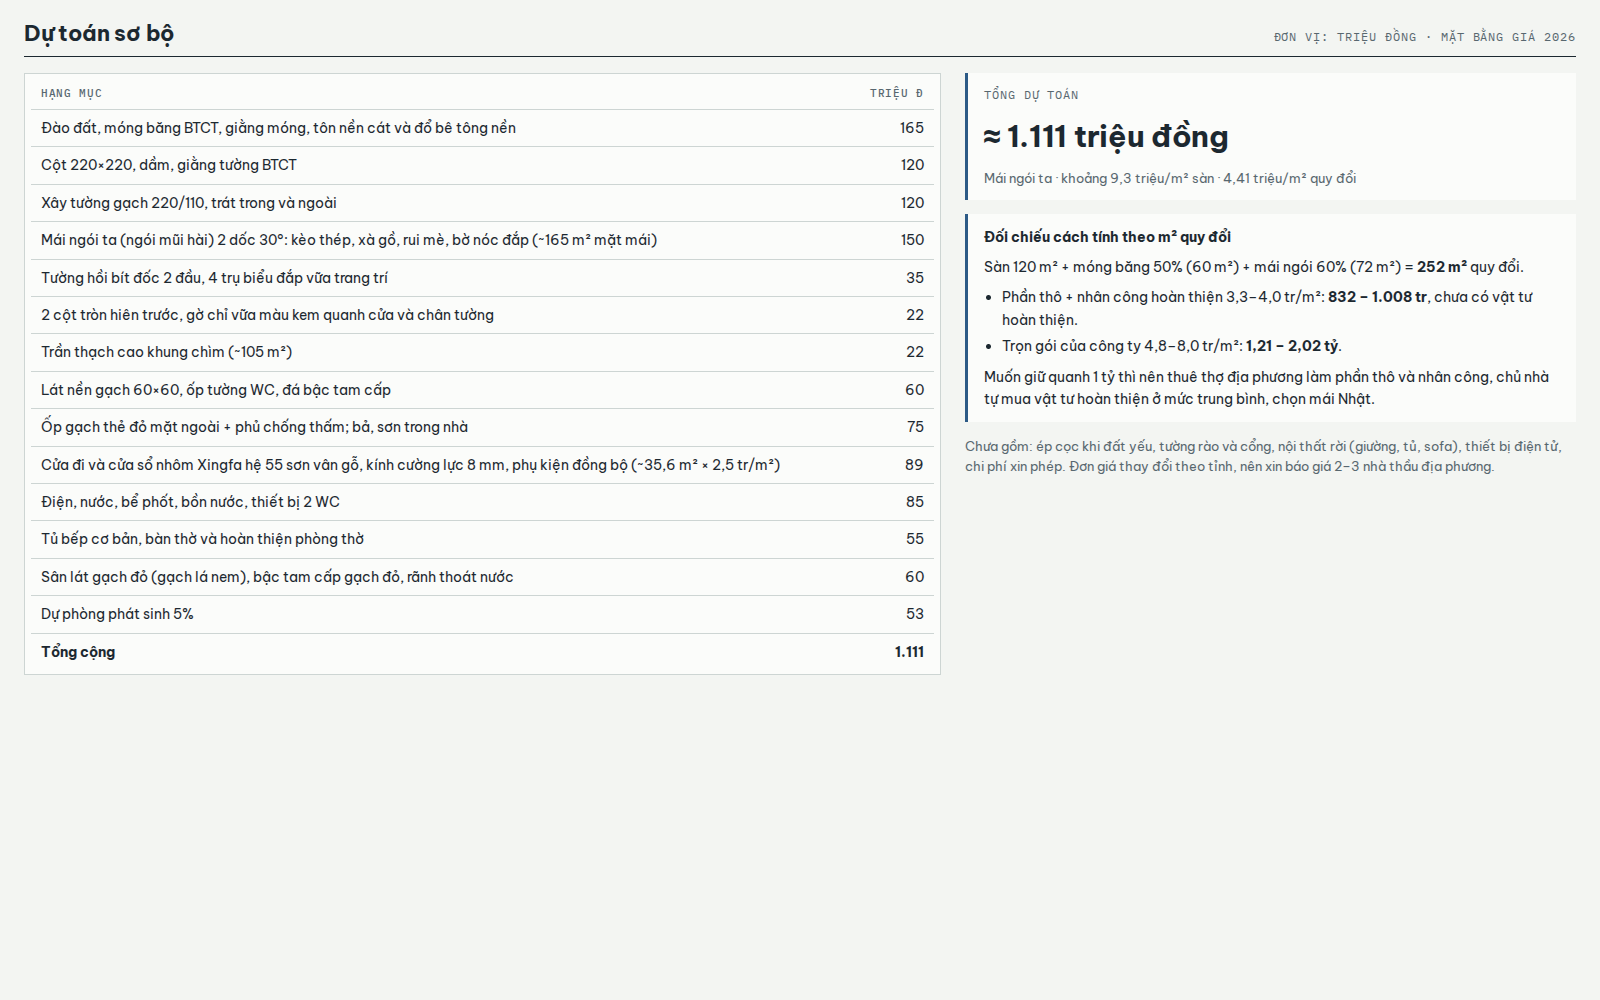 Dự toán sơ bộ
ĐƠN VỊ: TRIỆU ĐỒNG · MẶT BẰNG GIÁ 2026
HẠNG MỤC TRIỆU Đ
Đào đất, móng băng BTCT, giằng móng, tôn nền cát và đổ bê tông nền 165
Cột 220×220, dầm, giằng tường BTCT 120
Xây tường gạch 220/110, trát trong và ngoài 120
Mái ngói ta (ngói mũi hài) 2 dốc 30°: kèo thép, xà gồ, rui mè, bờ nóc đắp (~165 m² mặt mái) 150
Tường hồi bít đốc 2 đầu, 4 trụ biểu đắp vữa trang trí 35
2 cột tròn hiên trước, gờ chỉ vữa màu kem quanh cửa và chân tường 22
Trần thạch cao khung chìm (~105 m²) 22
Lát nền gạch 60×60, ốp tường WC, đá bậc tam cấp 60
Ốp gạch thẻ đỏ mặt ngoài + phủ chống thấm; bả, sơn trong nhà 75
Cửa đi và cửa sổ nhôm Xingfa hệ 55 sơn vân gỗ, kính cường lực 8 mm, phụ kiện đồng bộ (~35,6 m² × 2,5 tr/m²) 89
Điện, nước, bể phốt, bồn nước, thiết bị 2 WC 85
Tủ bếp cơ bản, bàn thờ và hoàn thiện phòng thờ 55
Sân lát gạch đỏ (gạch lá nem), bậc tam cấp gạch đỏ, rãnh thoát nước 60
Dự phòng phát sinh 5% 53
Tổng cộng 1.111
TỔNG DỰ TOÁN
≈ 1.111 triệu đồng
Mái ngói ta · khoảng 9,3 triệu/m² sàn · 4,41 triệu/m² quy đổi
Đối chiếu cách tính theo m² quy đổi
Sàn 120 m² + móng băng 50% (60 m²) + mái ngói 60% (72 m²) = 252 m² quy đổi.
• Phần thô + nhân công hoàn thiện 3,3–4,0 tr/m²: 832 – 1.008 tr, chưa có vật tư
hoàn thiện.
• Trọn gói của công ty 4,8–8,0 tr/m²: 1,21 – 2,02 tỷ.
Muốn giữ quanh 1 tỷ thì nên thuê thợ địa phương làm phần thô và nhân công, chủ nhà
tự mua vật tư hoàn thiện ở mức trung bình, chọn mái Nhật.
Chưa gồm: ép cọc khi đất yếu, tường rào và cổng, nội thất rời (giường, tủ, sofa), thiết bị điện tử,
chi phí xin phép. Đơn giá thay đổi theo tỉnh, nên xin báo giá 2–3 nhà thầu địa phương.